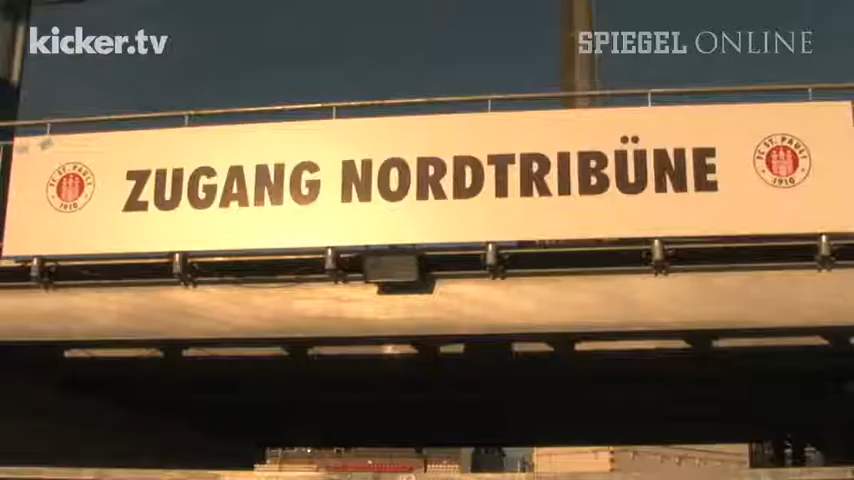 kicker.tv
SPIEGEL ONLINE
ZUGANG NORDTRIBÜNE
FC ST. PAULI
1910
FC ST. PAULI
1910